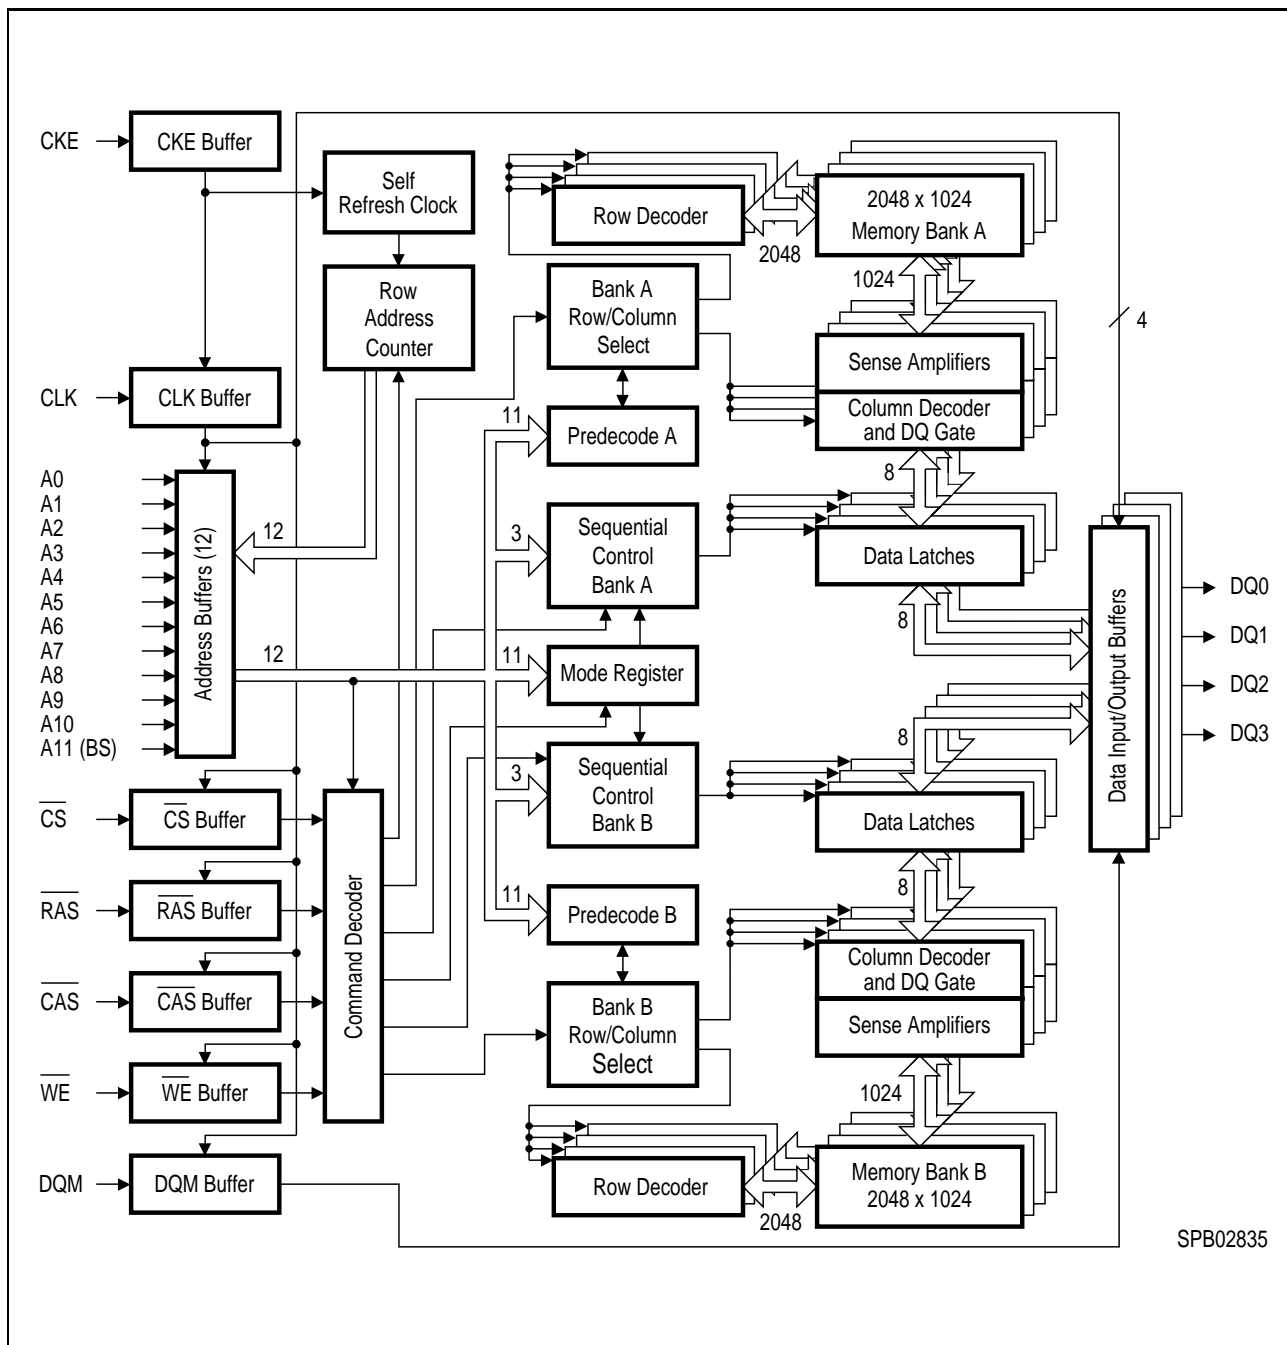 CKE
CKE Buffer
Self
Refresh Clock
Row
Address
Counter
CLK
CLK Buffer
A0
A1
A2
A3
A4
A5
A6
A7
A8
A9
A10
A11 (BS)
Address Buffers (12)
12
12
CS
CS Buffer
RAS
RAS Buffer
CAS
CAS Buffer
WE
WE Buffer
DQM
DQM Buffer
Command Decoder
Row Decoder
2048
2048 x 1024
Memory Bank A
1024
Bank A
Row/Column
Select
Sense Amplifiers
Column Decoder
and DQ Gate
11
Predecode A
8
3
Sequential
Control
Bank A
Data Latches
8
11
Mode Register
3
Sequential
Control
Bank B
8
Data Latches
8
11
Predecode B
Column Decoder
and DQ Gate
Sense Amplifiers
Bank B
Row/Column
Select
1024
Row Decoder
2048
Memory Bank B
2048 x 1024
4
Data Input/Output Buffers
DQ0
DQ1
DQ2
DQ3
SPB02835